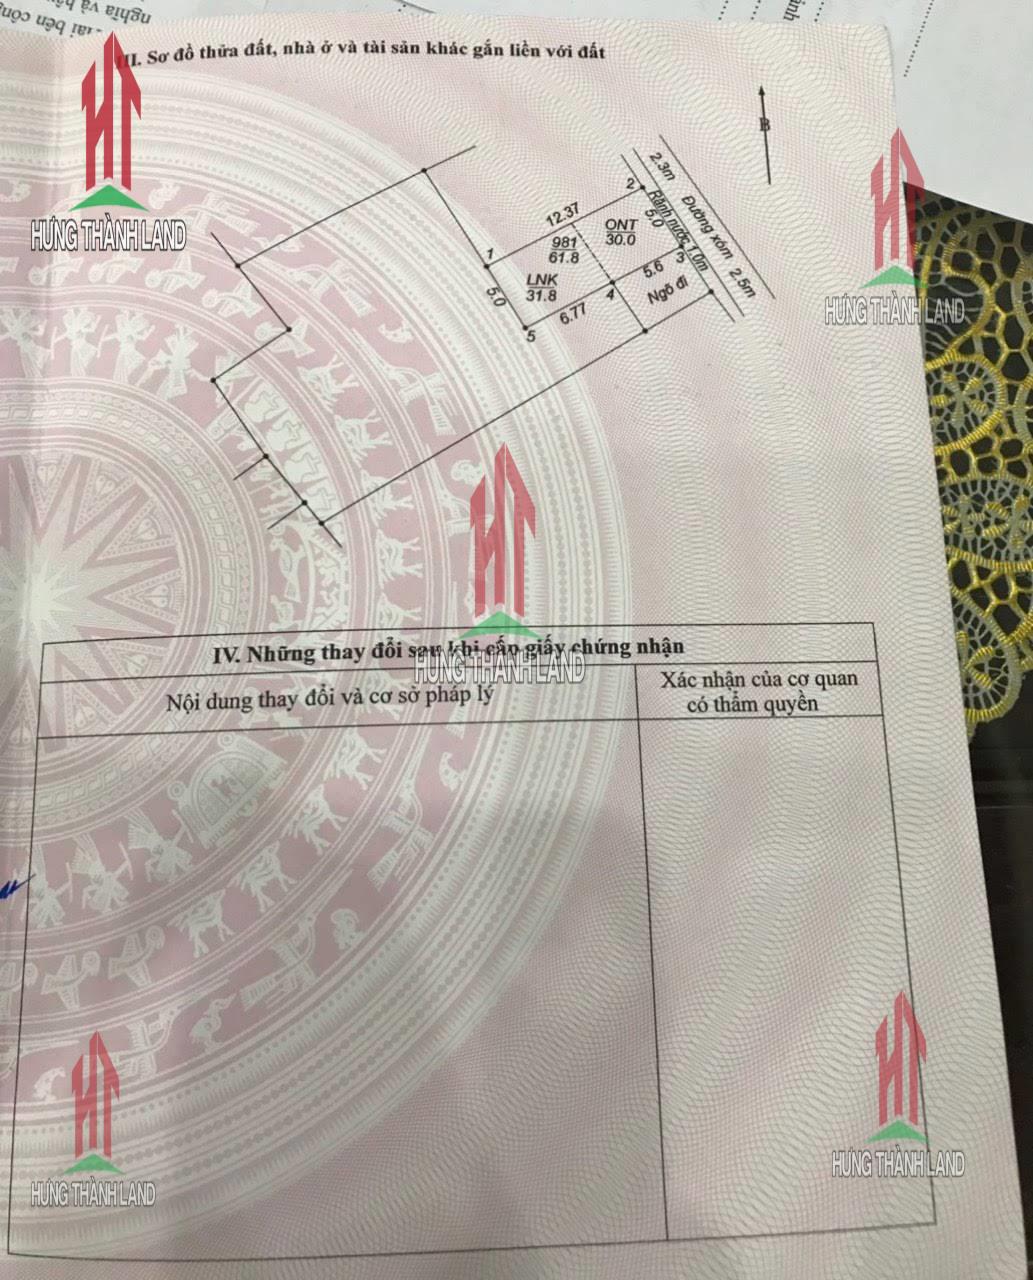 nghĩa và
tại bên
III. Sơ đồ thửa đất, nhà ở và tài sản khác gắn liền với đất
B
HƯNG THÀNH LAND
HƯNG THÀNH LAND
2.3m Đường xóm 2.5m
Rãnh nước 1.0m
2
12.37
5.0
ONT
30.0
981
61.8
1
3
5.6
LNK
31.8
5.0
4
Ngõ đi
6.77
5
IV. Những thay đổi sau khi cấp giấy chứng nhận
HƯNG THÀNH LAND
Nội dung thay đổi và cơ sở pháp lý
Xác nhận của cơ quan
có thẩm quyền
HƯNG THÀNH LAND
HƯNG THÀNH LAND